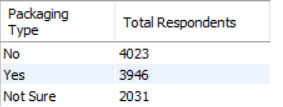 Packaging Type Total Respondents
No 4023
Yes 3946
Not Sure 2031